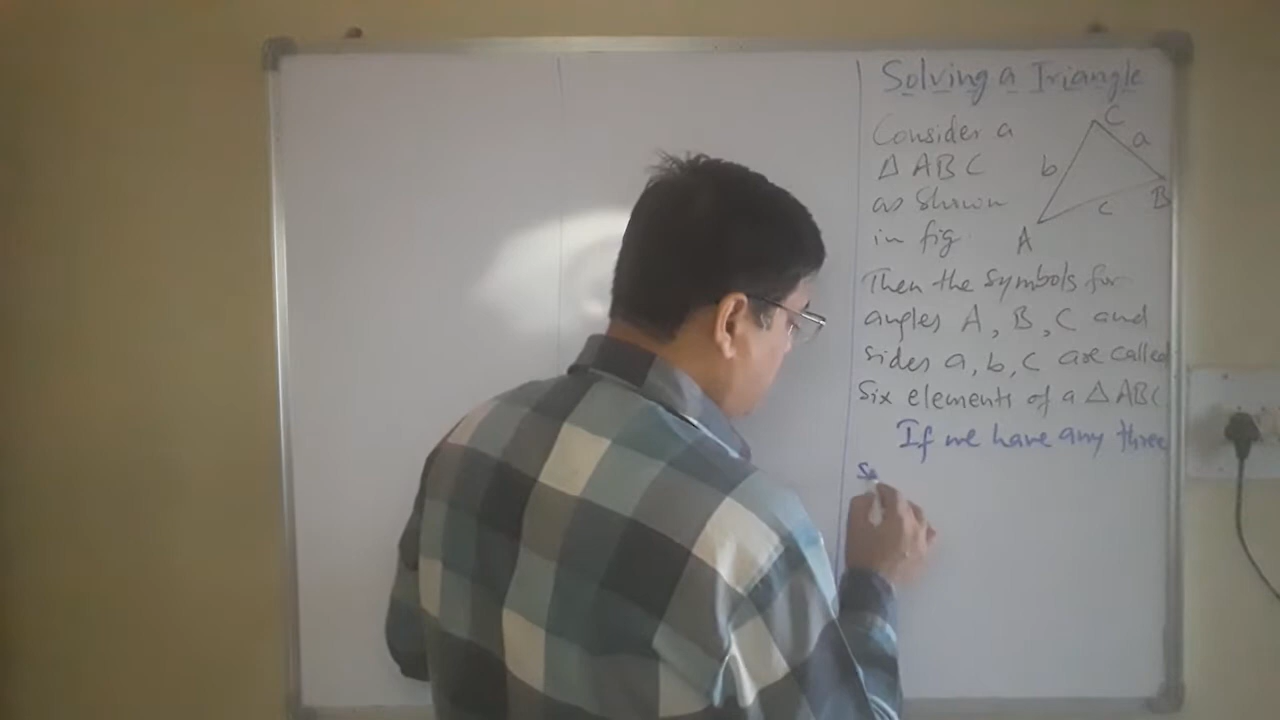 Solving a Triangle
Consider a
Δ ABC
as shown
in fig.
C
a
b
B
c
A
Then the symbols for
angles A, B, C and
sides a, b, c are called
Six elements of a Δ ABC
If we have any three